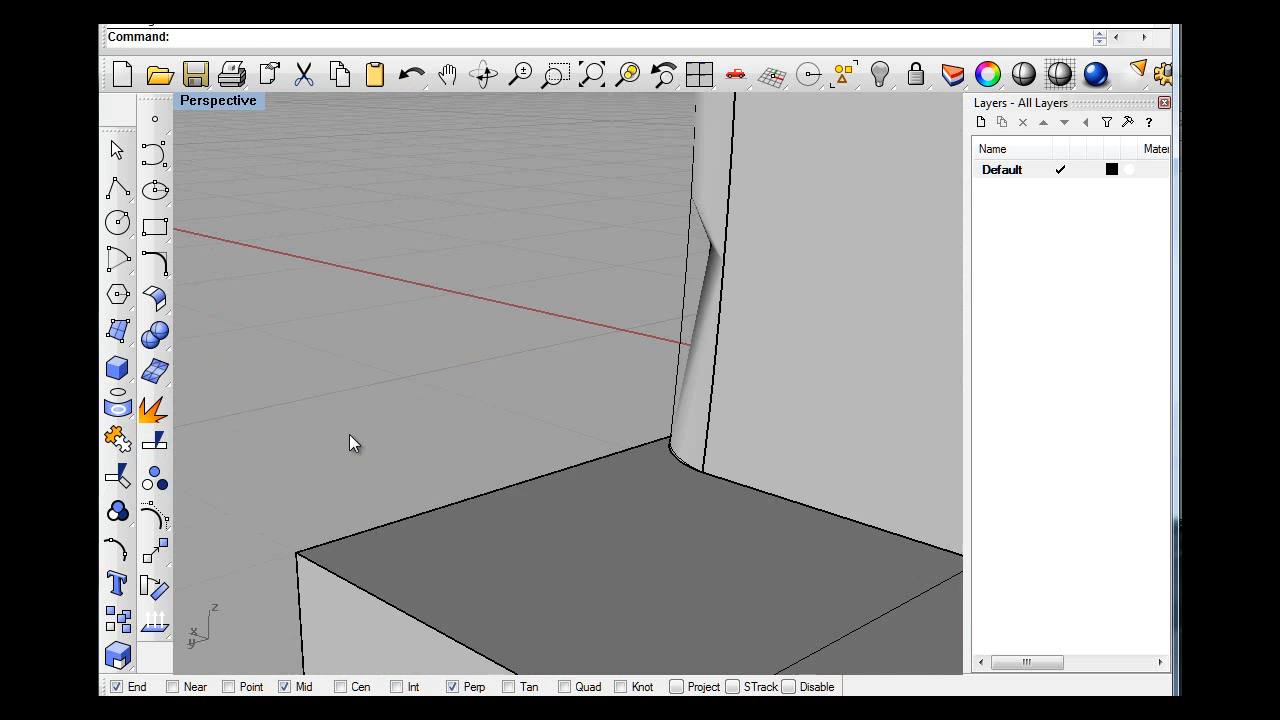 Command:
Perspective
Layers - All Layers
?
Name
Mater
Default
T
z
x
y
End
Near
Point
Mid
Cen
Int
Perp
Tan
Quad
Knot
Project
STrack
Disable